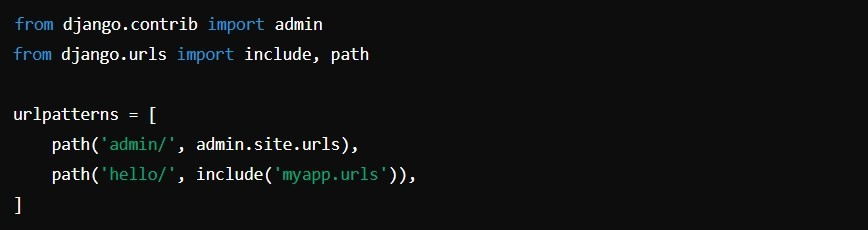 from django.contrib import admin
from django.urls import include, path

urlpatterns = [
    path('admin/', admin.site.urls),
    path('hello/', include('myapp.urls')),
]